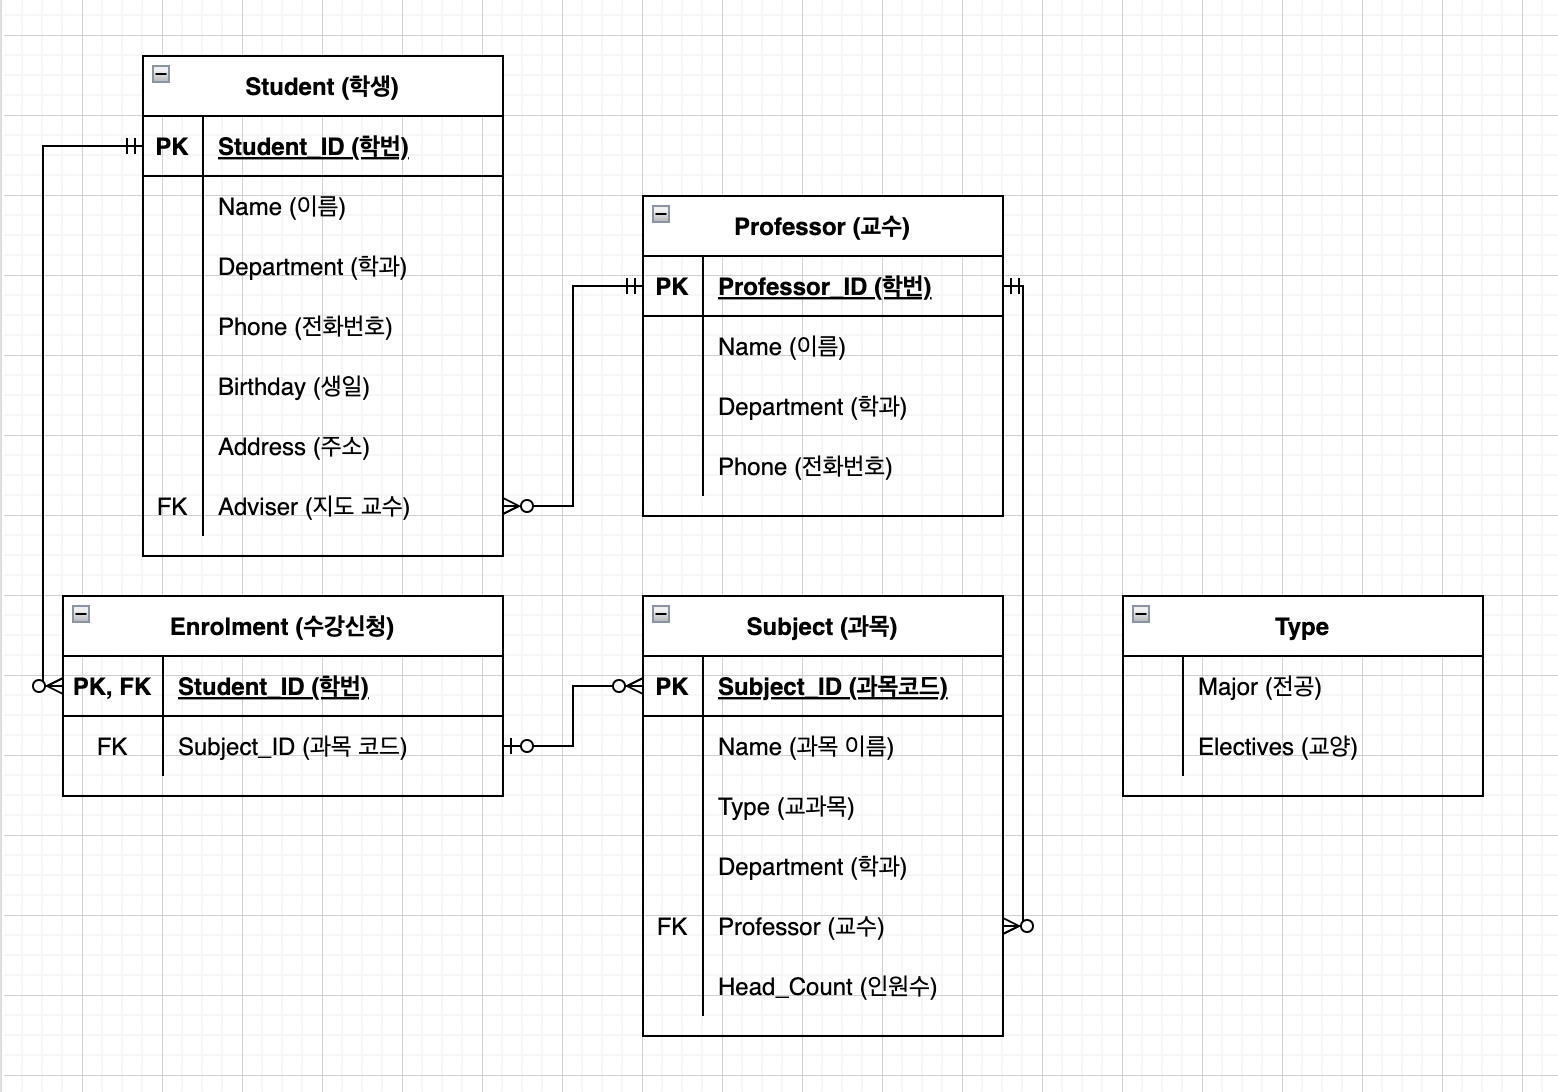 Student (학생)
PK Student_ID (학번)
Name (이름)
Department (학과)
Phone (전화번호)
Birthday (생일)
Address (주소)
FK Adviser (지도 교수)
Professor (교수)
PK Professor_ID (학번)
Name (이름)
Department (학과)
Phone (전화번호)
Enrolment (수강신청)
PK, FK Student_ID (학번)
FK Subject_ID (과목 코드)
Subject (과목)
PK Subject_ID (과목코드)
Name (과목 이름)
Type (교과목)
Department (학과)
FK Professor (교수)
Head_Count (인원수)
Type
Major (전공)
Electives (교양)